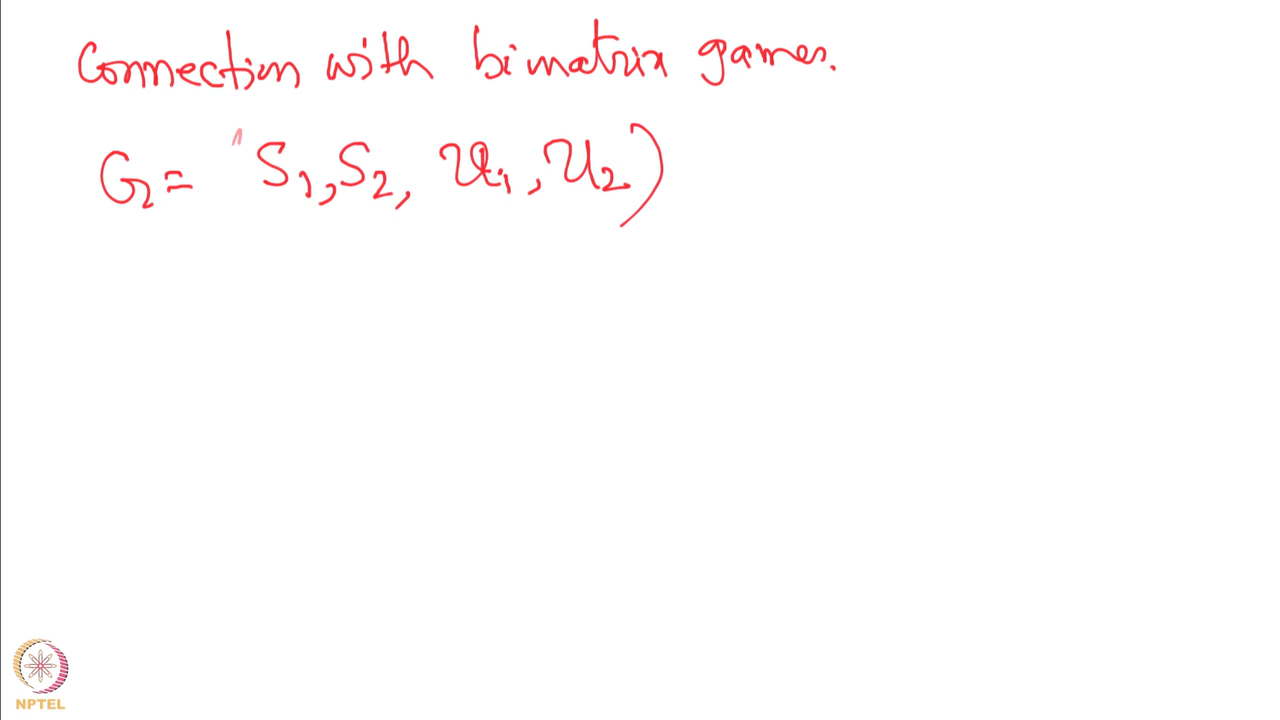 Connection with bimatrix games.
G₂ = S₁, S₂, U₁, U₂)
NPTEL